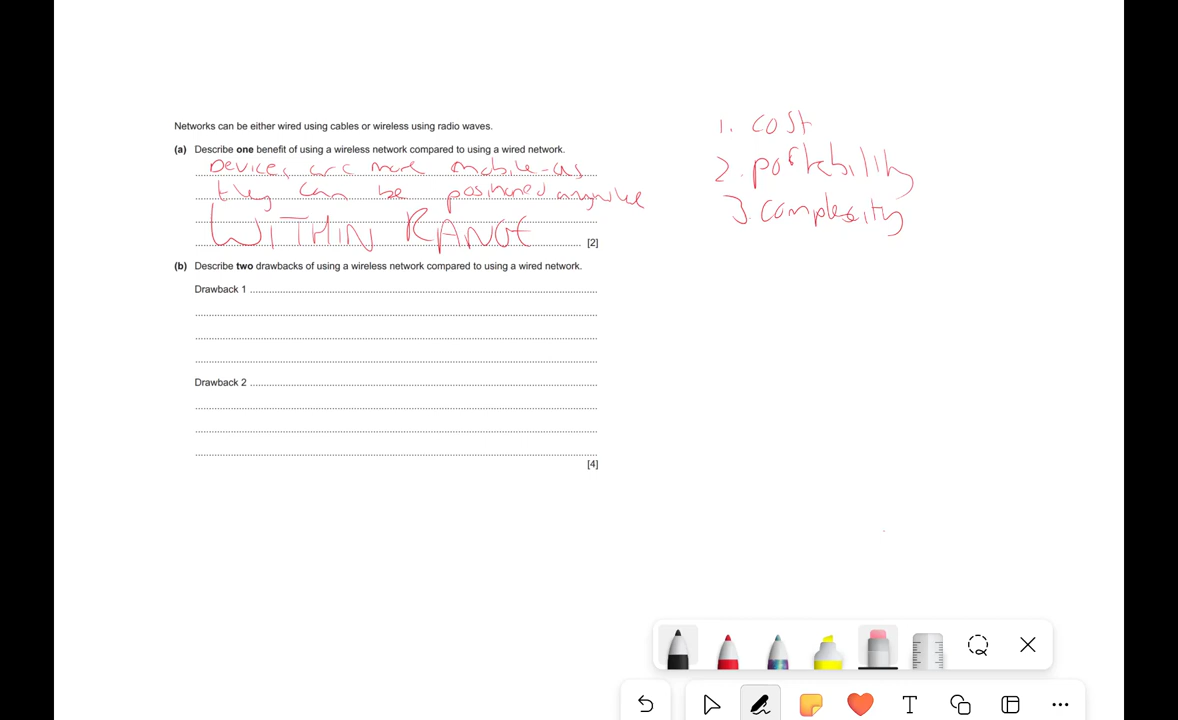 Networks can be either wired using cables or wireless using radio waves.
(a) Describe one benefit of using a wireless network compared to using a wired network.
Devices are more mobile-as
they can be positioned anywhere
WITHIN RANGE
[2]
(b) Describe two drawbacks of using a wireless network compared to using a wired network.
Drawback 1
Drawback 2
[4]
1. cost
2. portability
3. complexity
T